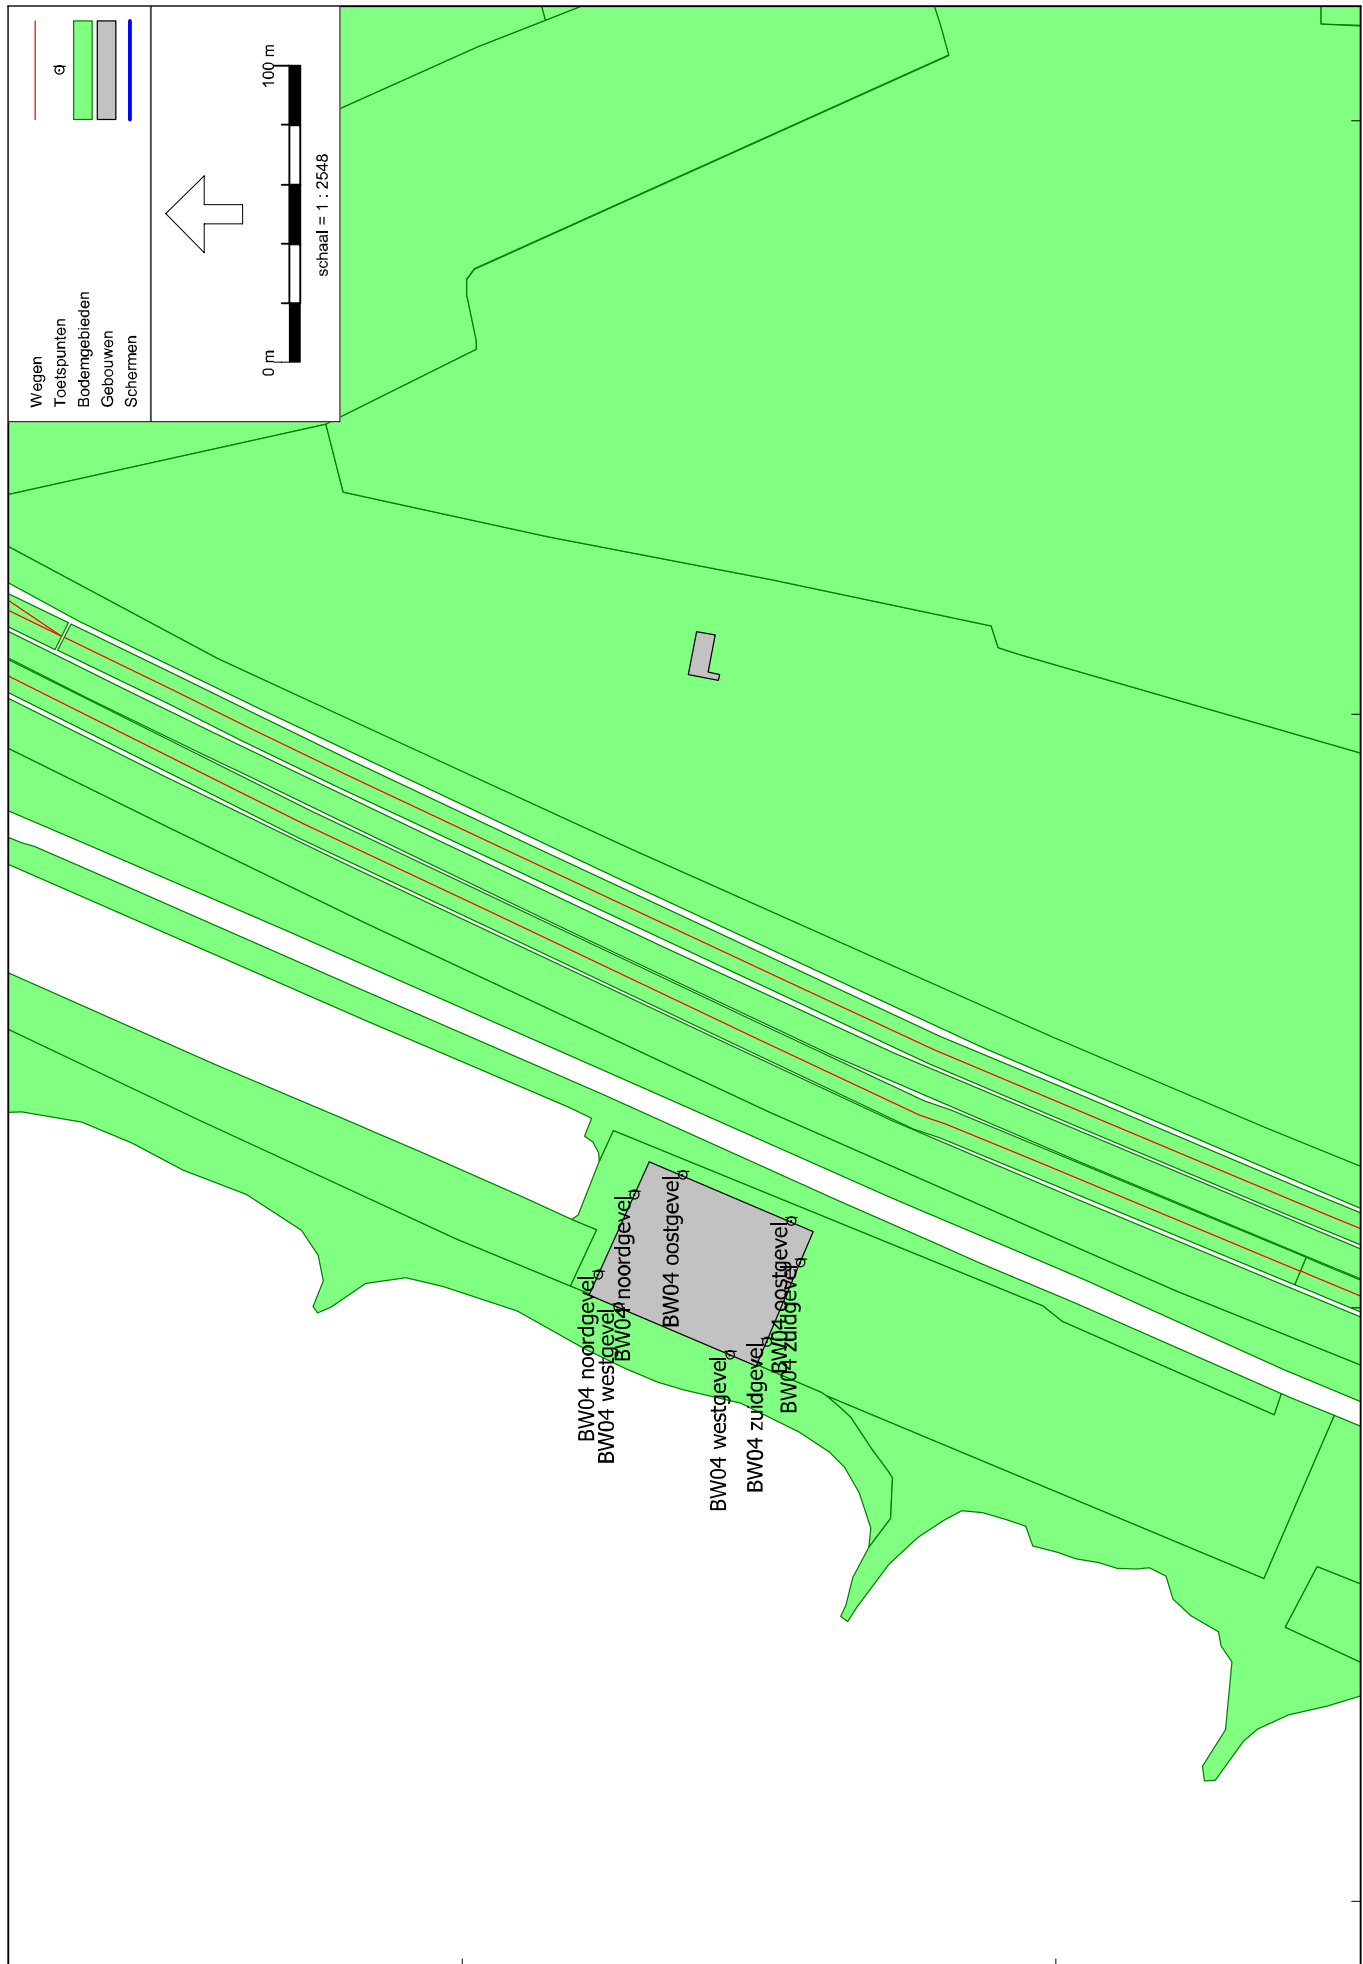 Wegen
Toetspunten
Bodemgebieden
Gebouwen
Schermen
0 m
100 m
schaal = 1 : 2548
BW04 noordgevel
BW04 westgevel
BW04 noordgevel
BW04 oostgevel
BW04 westgevel
BW04 zuidgevel
BW04 oostgevel
BW04 zuidgevel